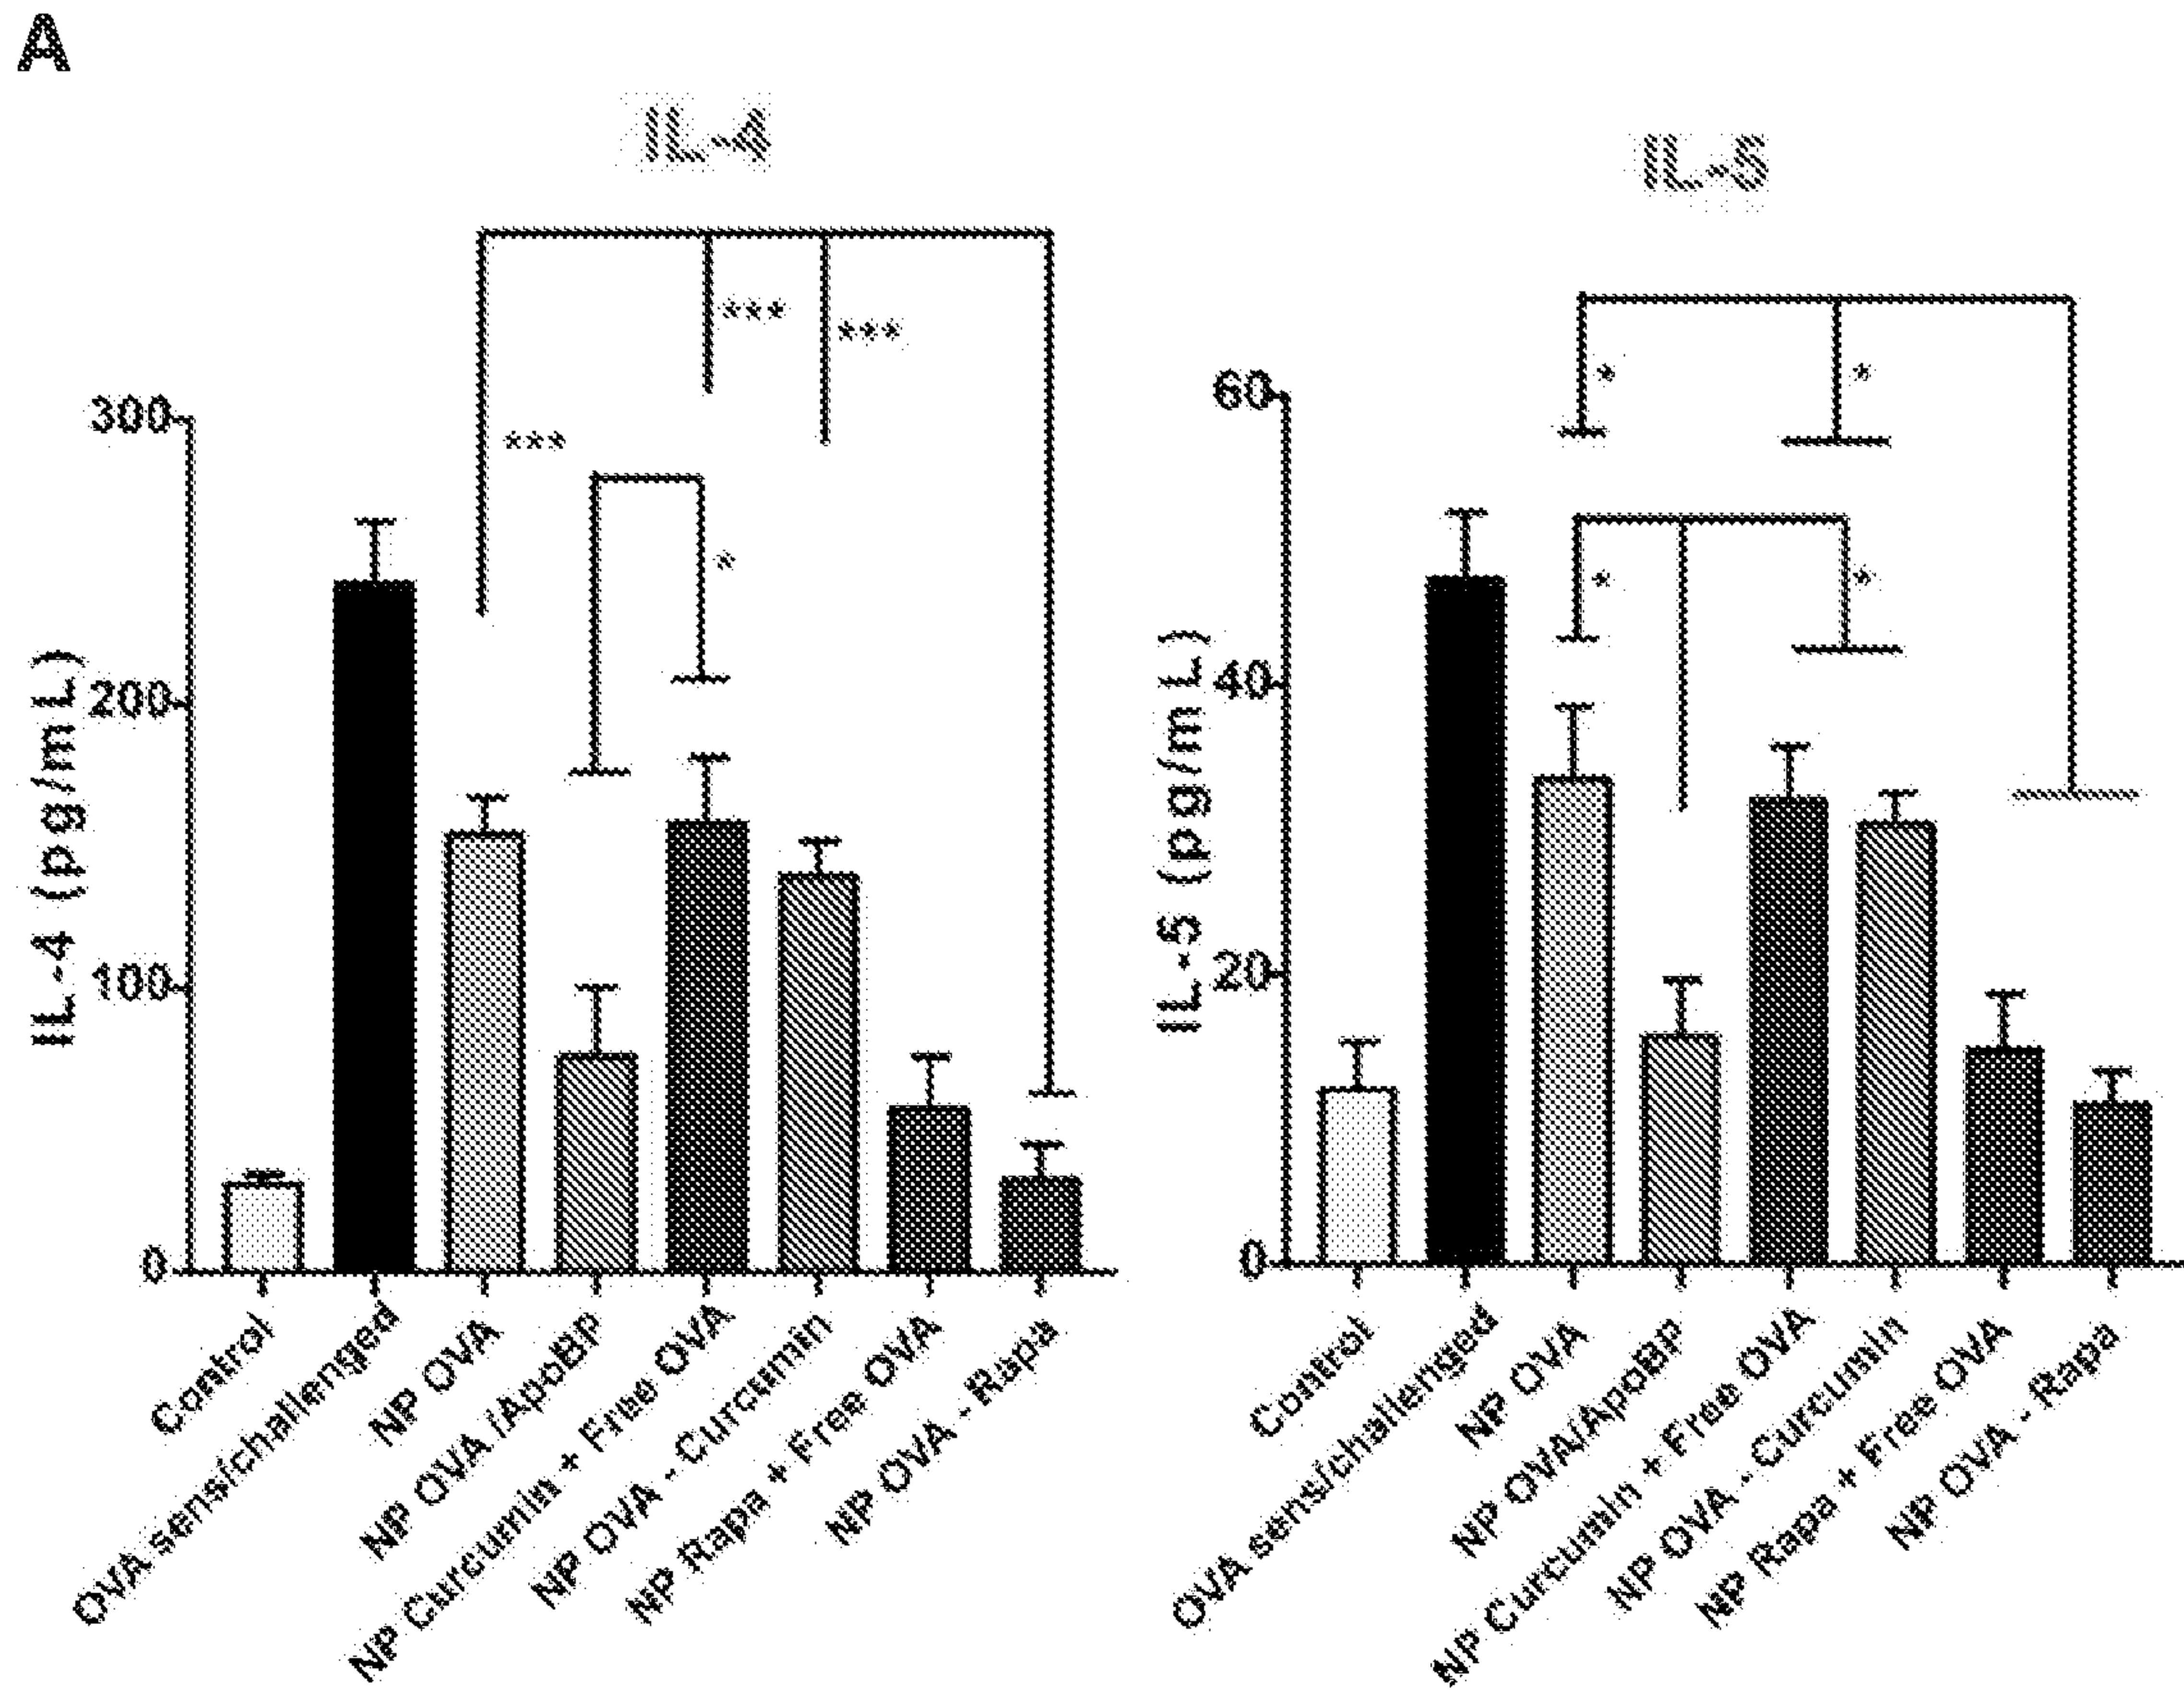 A
IL-4
***
***
***
*
300
200
100
0
IL-4 (pg/mL)
Control
OVA sens/challenged
NP OVA
NP OVA /ApoBP
NP Curcumin + Free OVA
NP OVA - Curcumin
NP Rapa + Free OVA
NP OVA - Rapa
IL-5
*
*
*
*
60
40
20
0
IL-5 (pg/mL)
Control
OVA sens/challenged
NP OVA
NP OVA/ApoBP
NP Curcumin + Free OVA
NP OVA - Curcumin
NP Rapa + Free OVA
NP OVA - Rapa